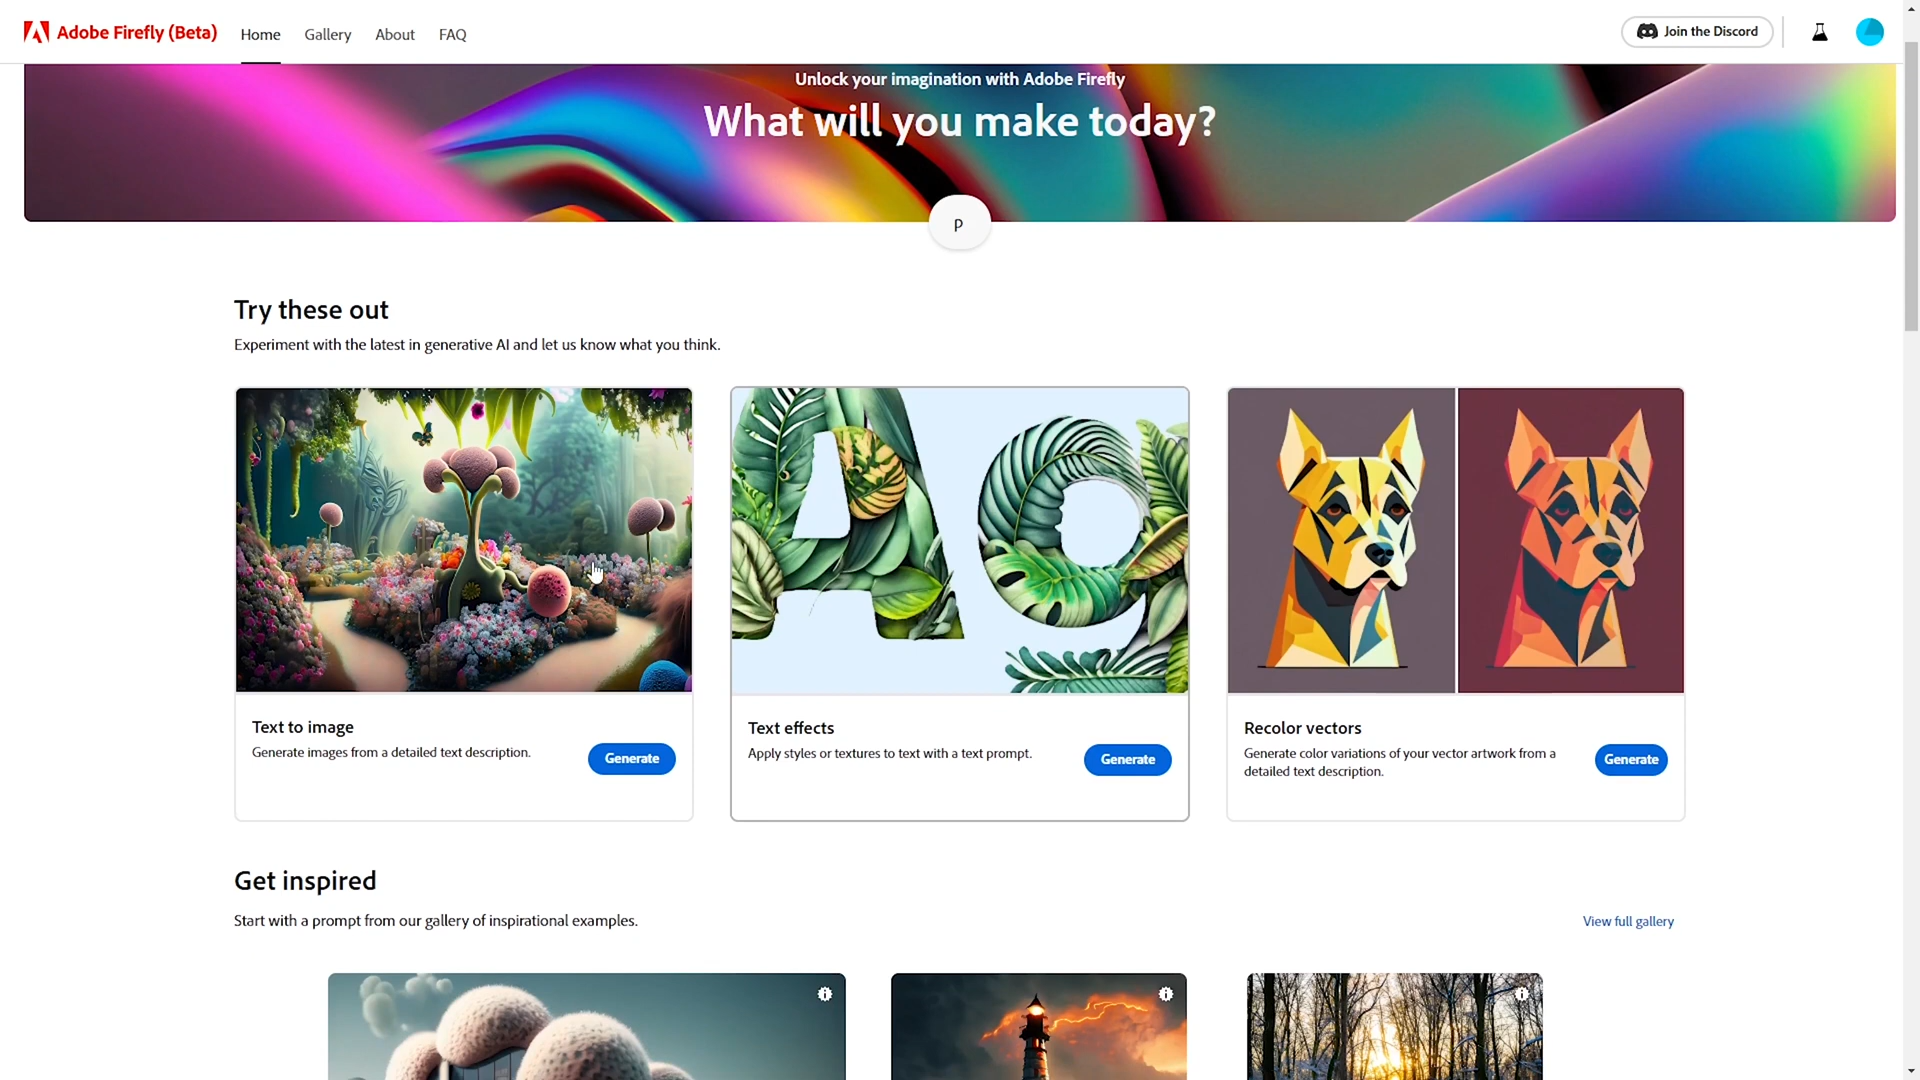 Adobe Firefly (Beta)
Home
Gallery
About
FAQ
Join the Discord
Unlock your imagination with Adobe Firefly
What will you make today?
P
Try these out
Experiment with the latest in generative AI and let us know what you think.
Ag
Text to image
Generate images from a detailed text description.
Generate
Text effects
Apply styles or textures to text with a text prompt.
Generate
Recolor vectors
Generate color variations of your vector artwork from a
detailed text description.
Generate
Get inspired
Start with a prompt from our gallery of inspirational examples.
View full gallery